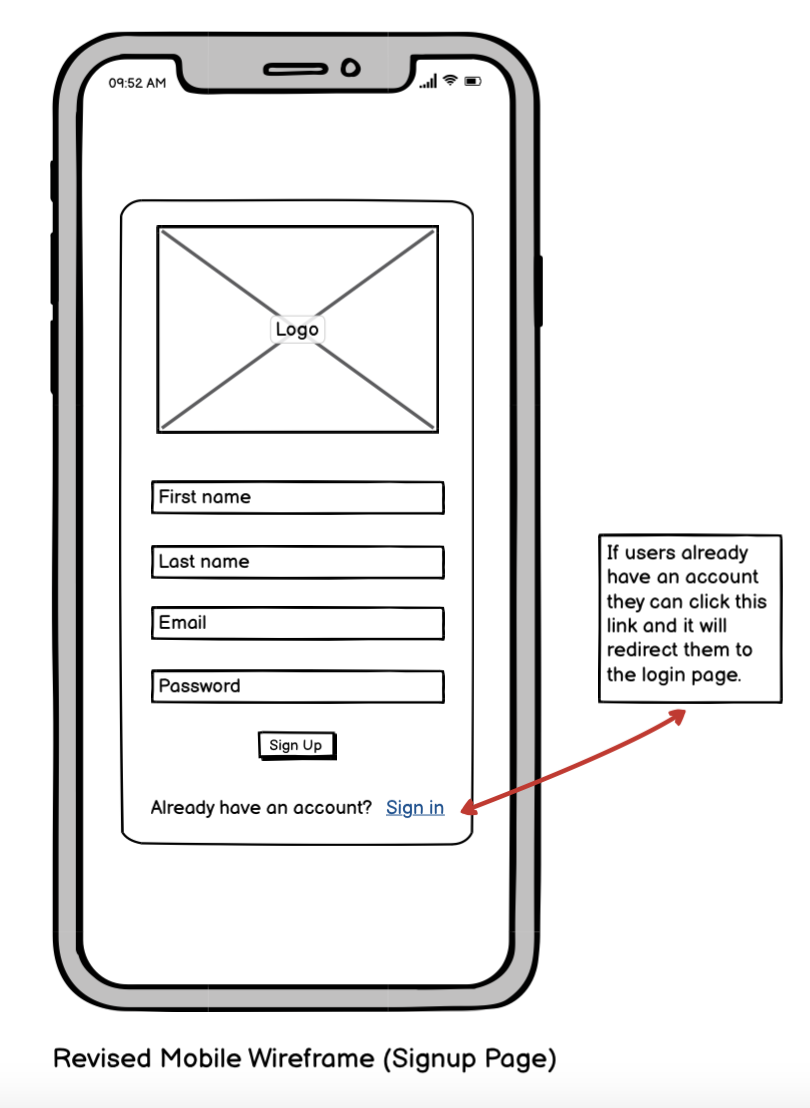 09:52 AM
Logo
First name
Last name
Email
Password
Sign Up
Already have an account? Sign in
If users already
have an account
they can click this
link and it will
redirect them to
the login page.
Revised Mobile Wireframe (Signup Page)